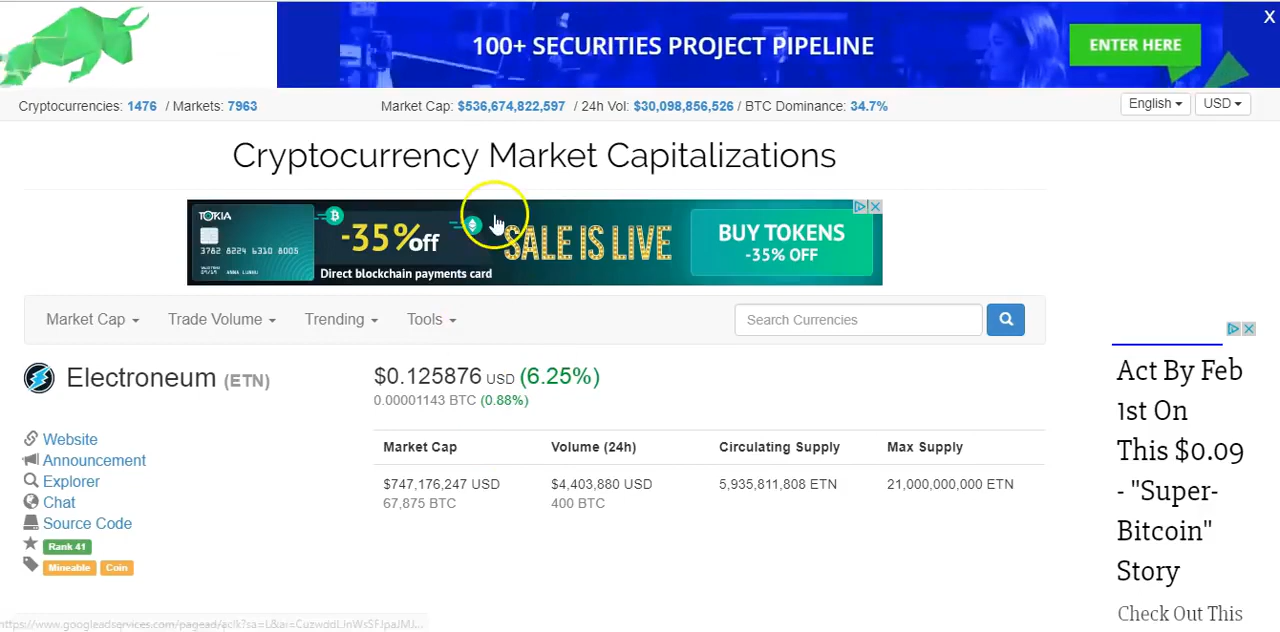 100+ SECURITIES PROJECT PIPELINE
ENTER HERE
X
Cryptocurrencies: 1476 / Markets: 7963
Market Cap: $536,674,822,597 / 24h Vol: $30,098,856,526 / BTC Dominance: 34.7%
English
USD
Cryptocurrency Market Capitalizations
TOKIA
3782 8224 6310 8005
-35% off
Direct blockchain payments card
SALE IS LIVE
BUY TOKENS
-35% OFF
Market Cap
Trade Volume
Trending
Tools
Search Currencies
Electroneum (ETN)
$0.125876 USD (6.25%)
0.00001143 BTC (0.88%)
Website
Announcement
Explorer
Chat
Source Code
Rank 41
Mineable Coin
Market Cap Volume (24h) Circulating Supply Max Supply
$747,176,247 USD $4,403,880 USD 5,935,811,808 ETN 21,000,000,000 ETN
67,875 BTC 400 BTC
Act By Feb
1st On
This $0.09
- "Super-
Bitcoin"
Story
Check Out This